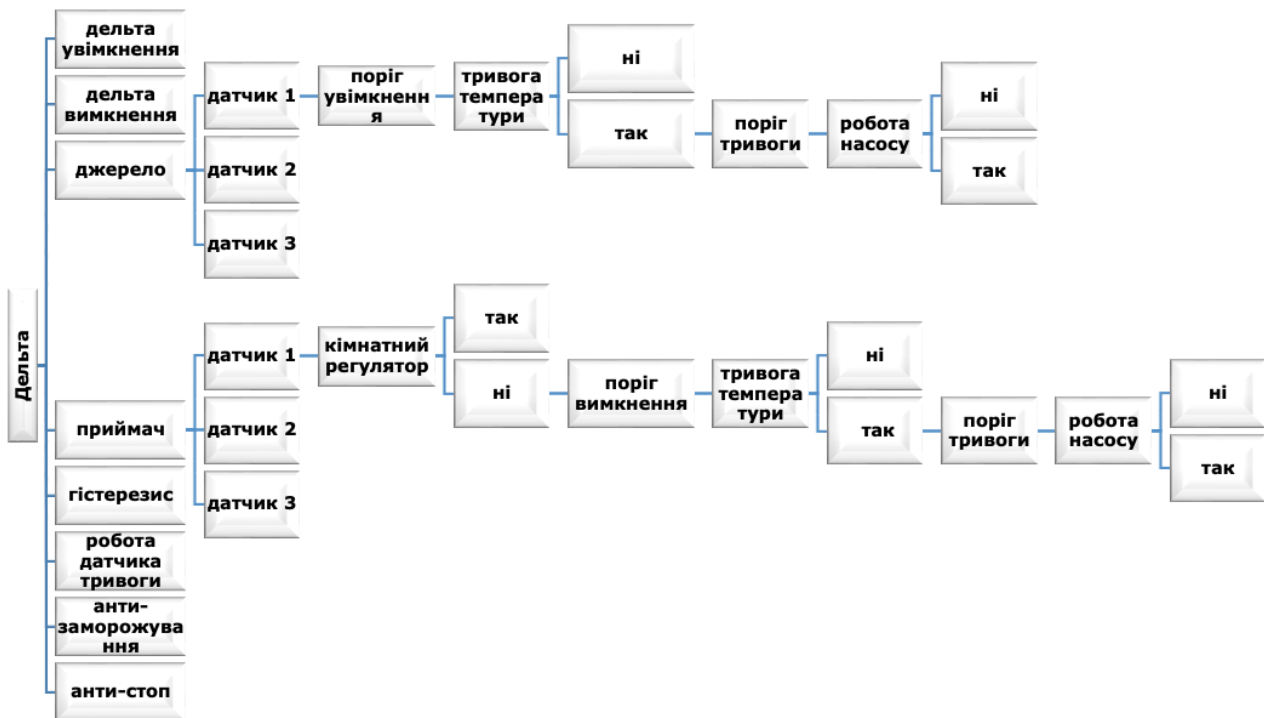 Дельта
дельта
увімкнення
дельта
вимкнення
джерело
датчик 1
поріг
увімкненн
я
тривога
темпера
тури
ні
так
поріг
тривоги
робота
насосу
ні
так
датчик 2
датчик 3
приймач
датчик 1
кімнатний
регулятор
так
ні
поріг
вимкнення
тривога
темпера
тури
ні
так
поріг
тривоги
робота
насосу
ні
так
датчик 2
датчик 3
гістерезис
робота
датчика
тривоги
анти-
заморожува
ння
анти-стоп